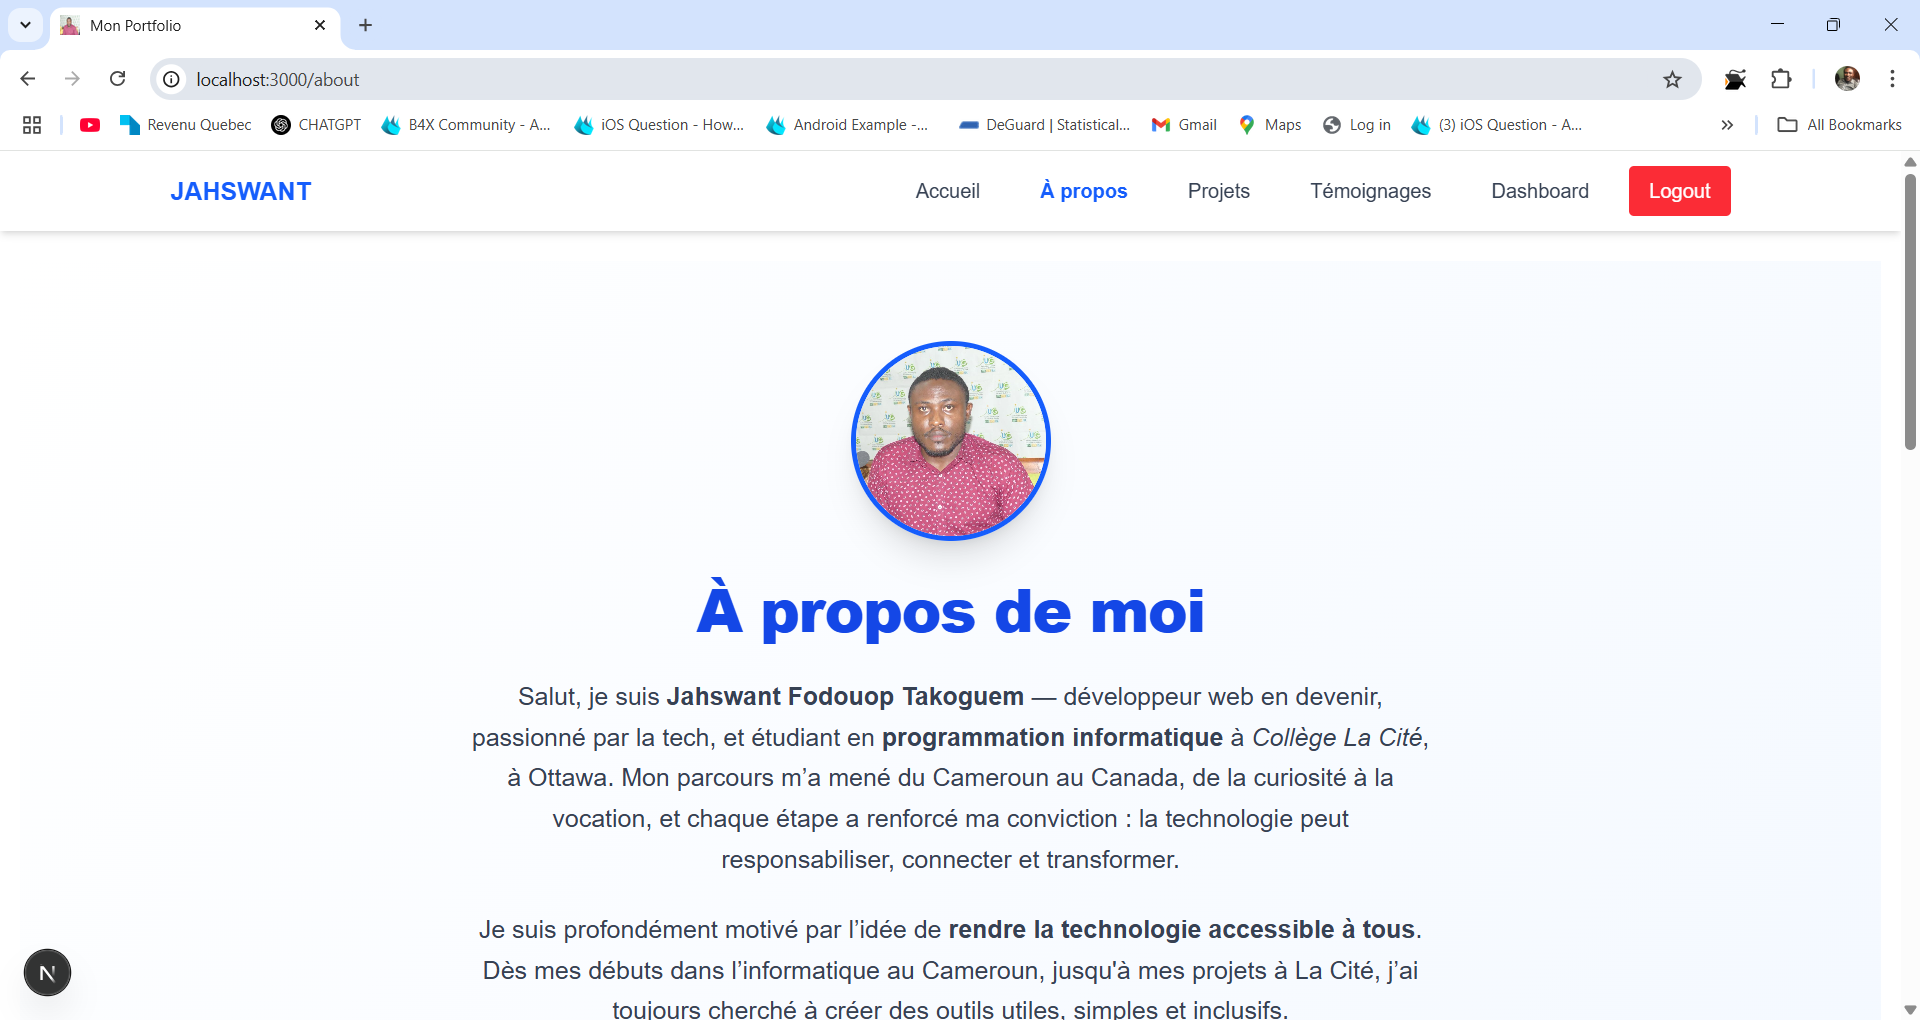 Mon Portfolio
localhost:3000/about
Revenu Quebec
CHATGPT
B4X Community - A...
iOS Question - How...
Android Example -...
DeGuard | Statistical...
Gmail
Maps
Log in
(3) iOS Question - A...
All Bookmarks
JAHSWANT
Accueil
À propos
Projets
Témoignages
Dashboard
Logout
À propos de moi
Salut, je suis Jahswant Fodouop Takoguem — développeur web en devenir,
passionné par la tech, et étudiant en programmation informatique à Collège La Cité,
à Ottawa. Mon parcours m’a mené du Cameroun au Canada, de la curiosité à la
vocation, et chaque étape a renforcé ma conviction : la technologie peut
responsabiliser, connecter et transformer.
Je suis profondément motivé par l’idée de rendre la technologie accessible à tous.
Dès mes débuts dans l’informatique au Cameroun, jusqu'à mes projets à La Cité, j’ai
toujours cherché à créer des outils utiles, simples et inclusifs.
N